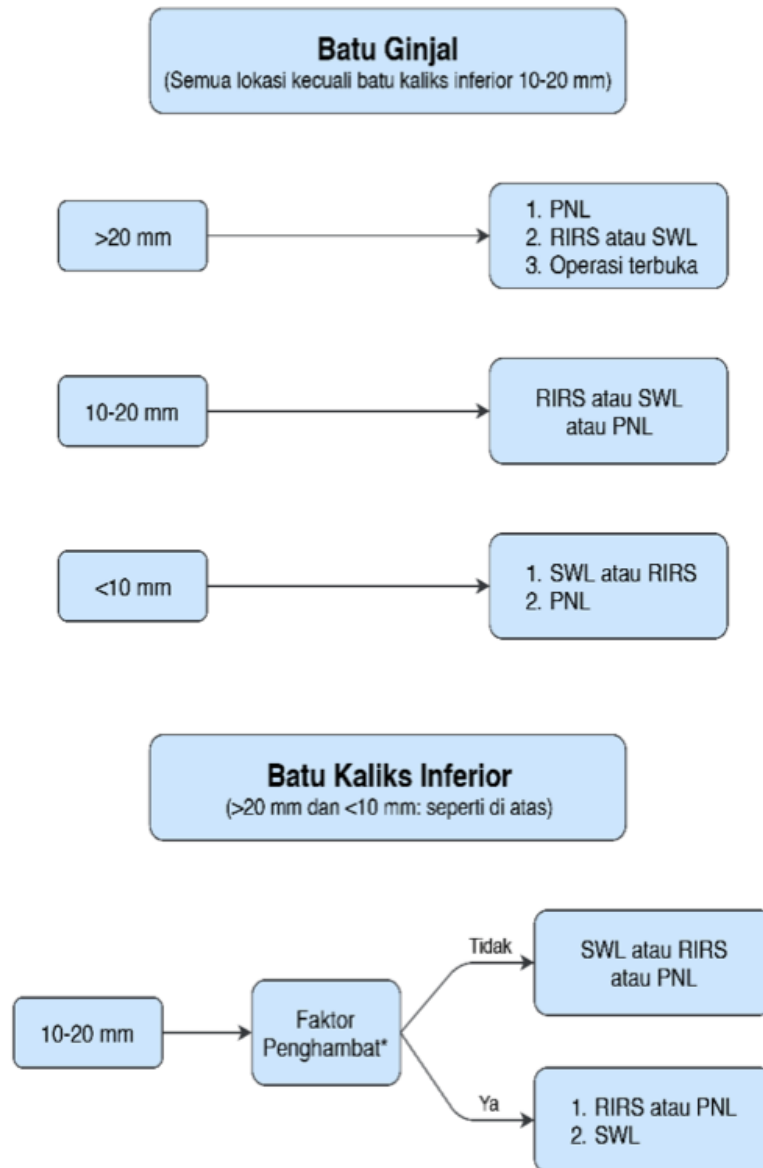 Batu Ginjal
(Semua lokasi kecuali batu kaliks inferior 10-20 mm)
>20 mm
1. PNL
2. RIRS atau SWL
3. Operasi terbuka
10-20 mm
RIRS atau SWL
atau PNL
<10 mm
1. SWL atau RIRS
2. PNL
Batu Kaliks Inferior
(>20 mm dan <10 mm: seperti di atas)
10-20 mm
Faktor
Penghambat*
Tidak
SWL atau RIRS
atau PNL
Ya
1. RIRS atau PNL
2. SWL